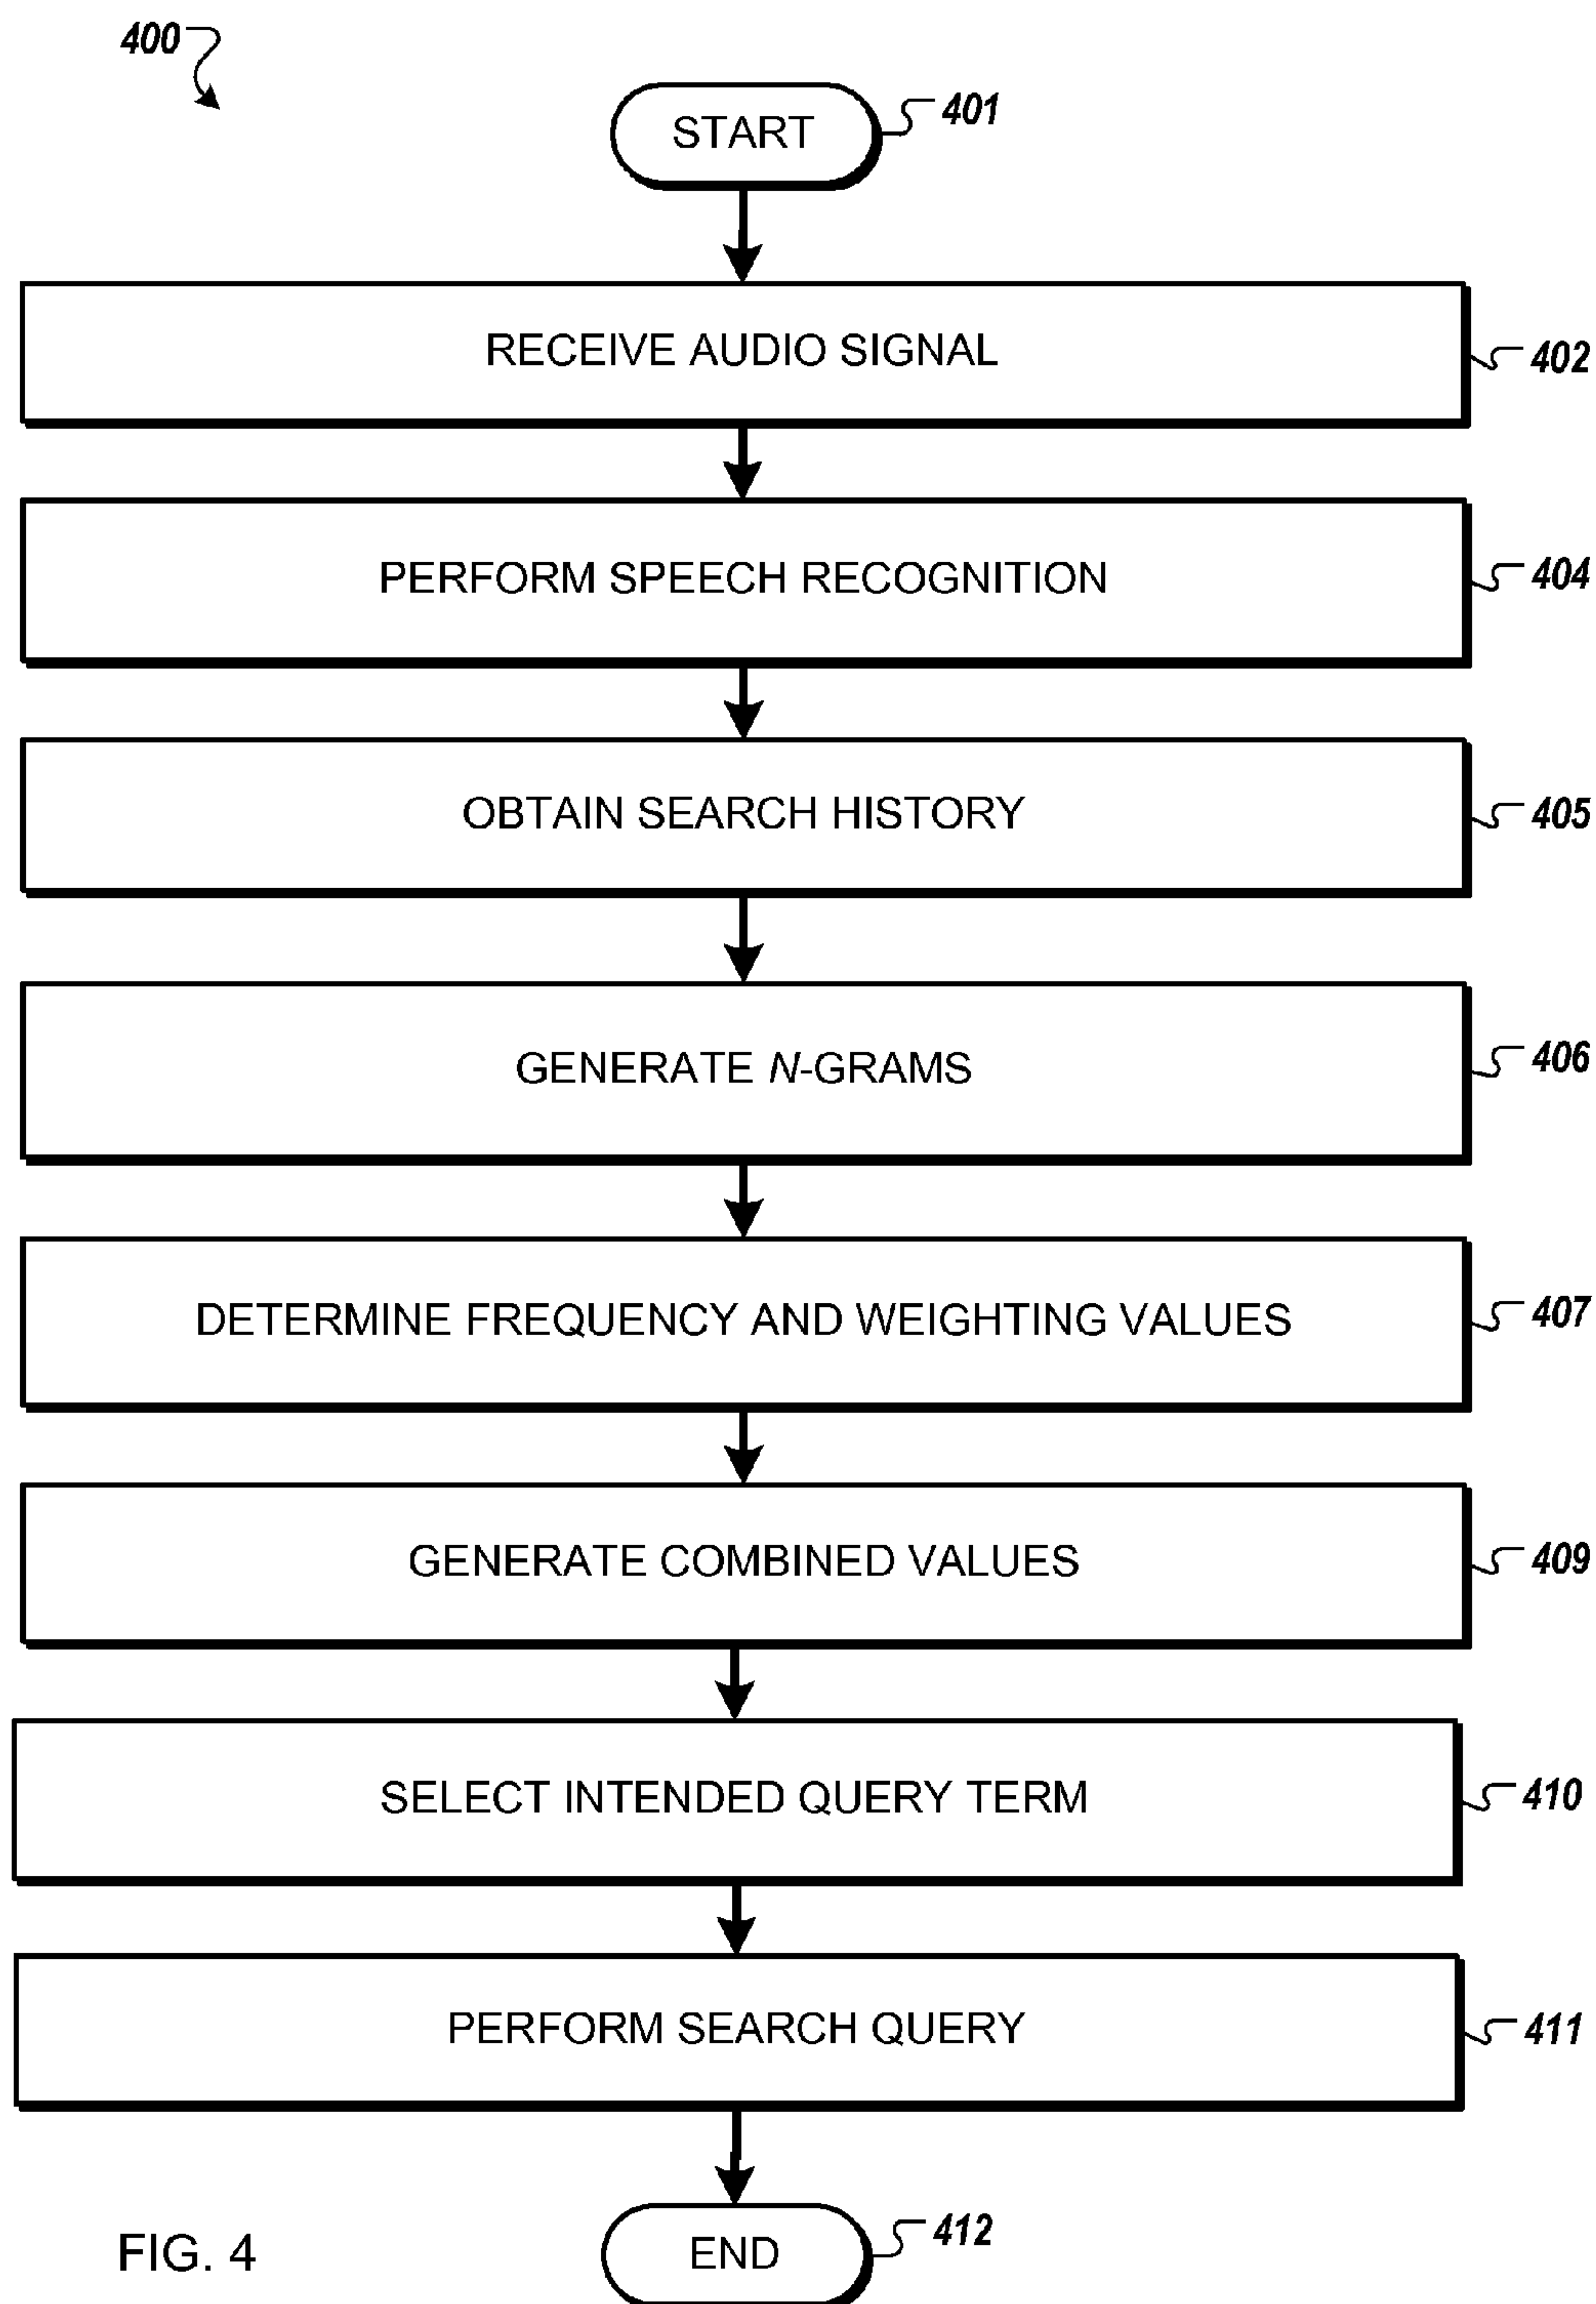 400
START
401
RECEIVE AUDIO SIGNAL
402
PERFORM SPEECH RECOGNITION
404
OBTAIN SEARCH HISTORY
405
GENERATE N-GRAMS
406
DETERMINE FREQUENCY AND WEIGHTING VALUES
407
GENERATE COMBINED VALUES
409
SELECT INTENDED QUERY TERM
410
PERFORM SEARCH QUERY
411
END
412
FIG. 4